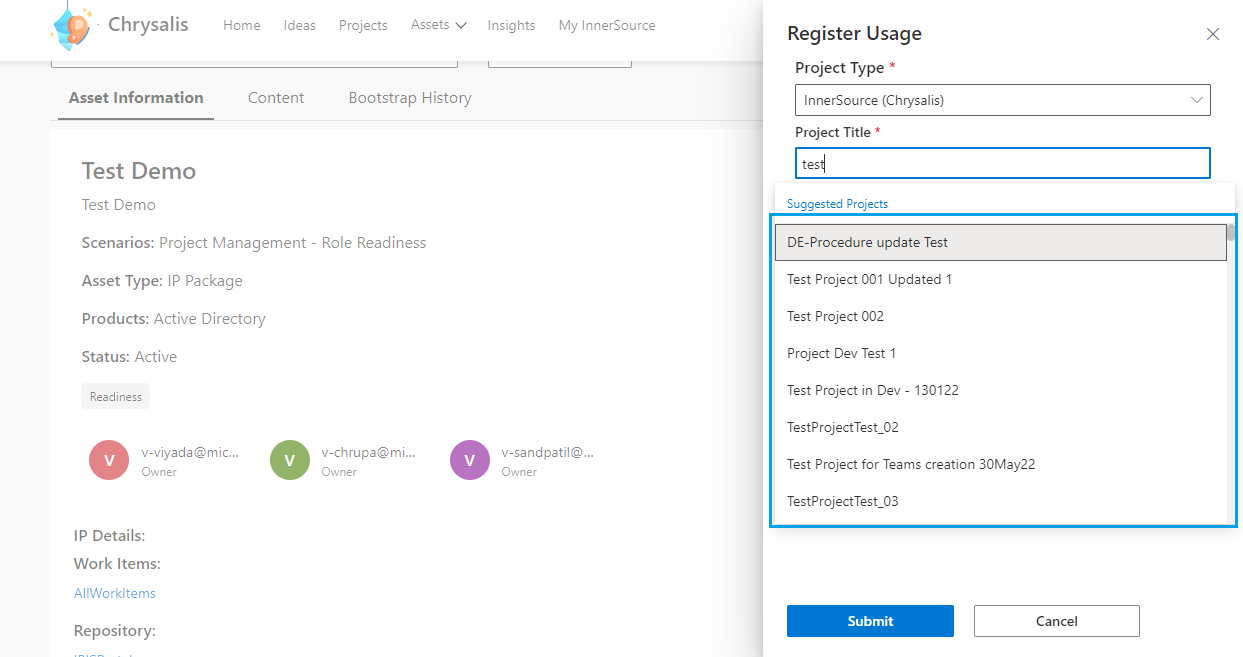 Chrysalis
Home Ideas Projects Assets Insights My InnerSource
Asset Information Content Bootstrap History
Test Demo
Test Demo
Scenarios: Project Management - Role Readiness
Asset Type: IP Package
Products: Active Directory
Status: Active
Readiness
V v-viyada@mic... Owner
V v-chrupa@mi... Owner
V v-sandpatil@... Owner
IP Details:
Work Items:
AllWorkItems
Repository:
Register Usage
Project Type *
InnerSource (Chrysalis)
Project Title *
test
Suggested Projects
DE-Procedure update Test
Test Project 001 Updated 1
Test Project 002
Project Dev Test 1
Test Project in Dev - 130122
TestProjectTest_02
Test Project for Teams creation 30May22
TestProjectTest_03
Submit Cancel